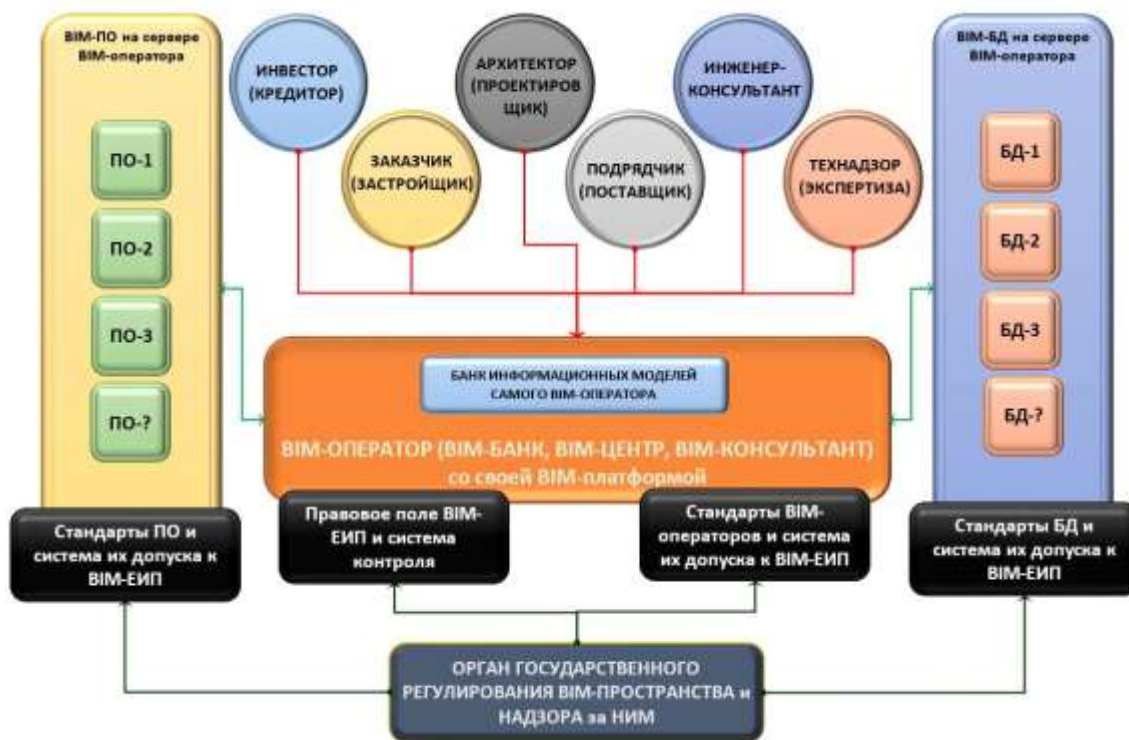 BIM-ПО на сервере
BIM-оператора
ПО-1
ПО-2
ПО-3
ПО-?
ИНВЕСТОР
(КРЕДИТОР)
ЗАКАЗЧИК
(ЗАСТРОЙЩИК)
АРХИТЕКТОР
(ПРОЕКТИРОВ
ЩИК)
ПОДРЯДЧИК
(ПОСТАВЩИК)
ИНЖЕНЕР-
КОНСУЛЬТАНТ
ТЕХНАДЗОР
(ЭКСПЕРТИЗА)
BIM-БД на сервере
BIM-оператора
БД-1
БД-2
БД-3
БД-?
БАНК ИНФОРМАЦИОННЫХ МОДЕЛЕЙ
САМОГО BIM-ОПЕРАТОРА
BIM-ОПЕРАТОР (BIM-БАНК, BIM-ЦЕНТР, BIM-КОНСУЛЬТАНТ)
со своей BIM-платформой
Стандарты ПО и
система их допуска к
BIM-ЕИП
Правовое поле BIM-
ЕИП и система
контроля
Стандарты BIM-
операторов и система
их допуска к BIM-ЕИП
Стандарты БД и
система их допуска к
BIM-ЕИП
ОРГАН ГОСУДАРСТВЕННОГО
РЕГУЛИРОВАНИЯ BIM-ПРОСТРАНСТВА и
НАДЗОРА за НИМ